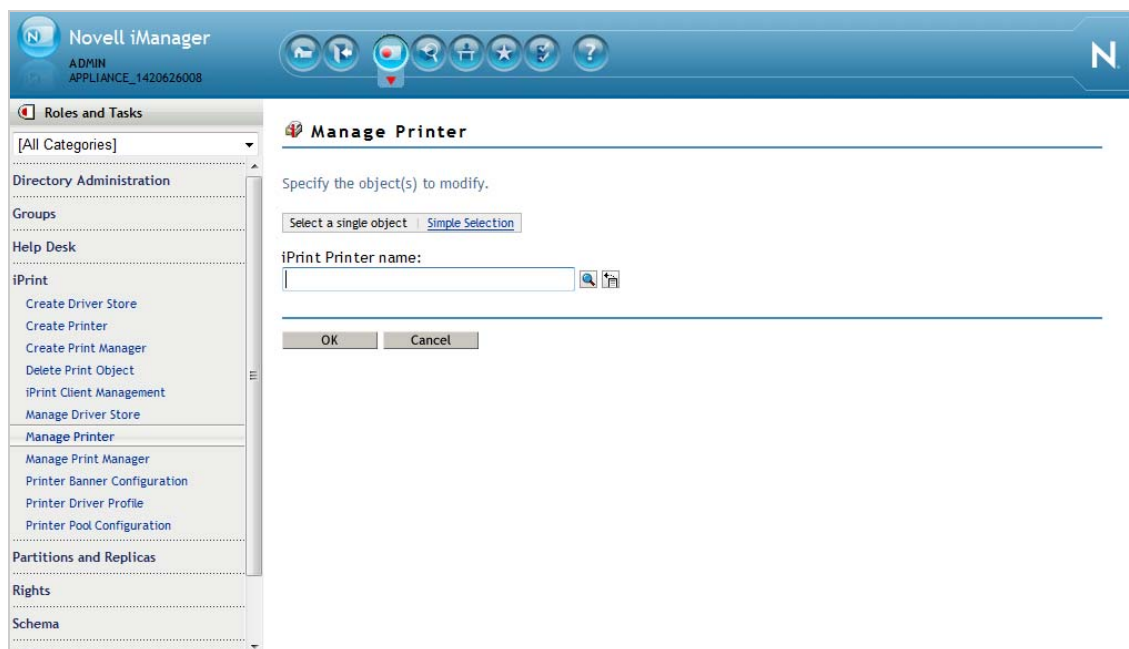 Novell iManager
ADMIN
APPLIANCE_1420626008
N
N
?
Roles and Tasks
[All Categories]
Directory Administration
Groups
Help Desk
iPrint
Create Driver Store
Create Printer
Create Print Manager
Delete Print Object
iPrint Client Management
Manage Driver Store
Manage Printer
Manage Print Manager
Printer Banner Configuration
Printer Driver Profile
Printer Pool Configuration
Partitions and Replicas
Rights
Schema
Manage Printer
Specify the object(s) to modify.
Select a single object | Simple Selection
iPrint Printer name:
OK Cancel